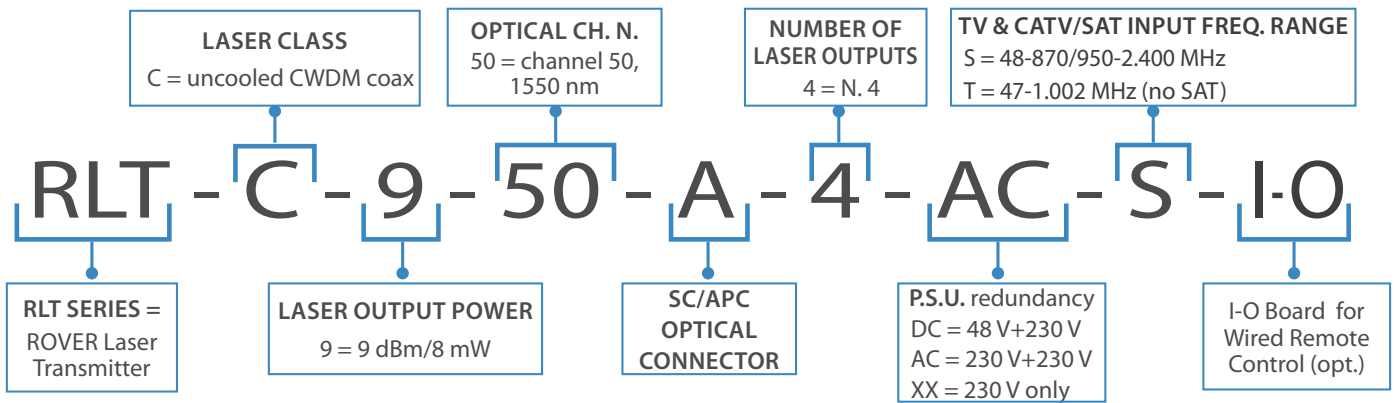 LASER CLASS
C = uncooled CWDM coax
OPTICAL CH. N.
50 = channel 50,
1550 nm
NUMBER OF
LASER OUTPUTS
4 = N. 4
TV & CATV/SAT INPUT FREQ. RANGE
S = 48-870/950-2.400 MHz
T = 47-1.002 MHz (no SAT)
RLT - C - 9 - 50 - A - 4 - AC - S - I-O
RLT SERIES =
ROVER Laser
Transmitter
LASER OUTPUT POWER
9 = 9 dBm/8 mW
SC/APC
OPTICAL
CONNECTOR
P.S.U. redundancy
DC = 48 V+230 V
AC = 230 V+230 V
XX = 230 V only
I-O Board for
Wired Remote
Control (opt.)